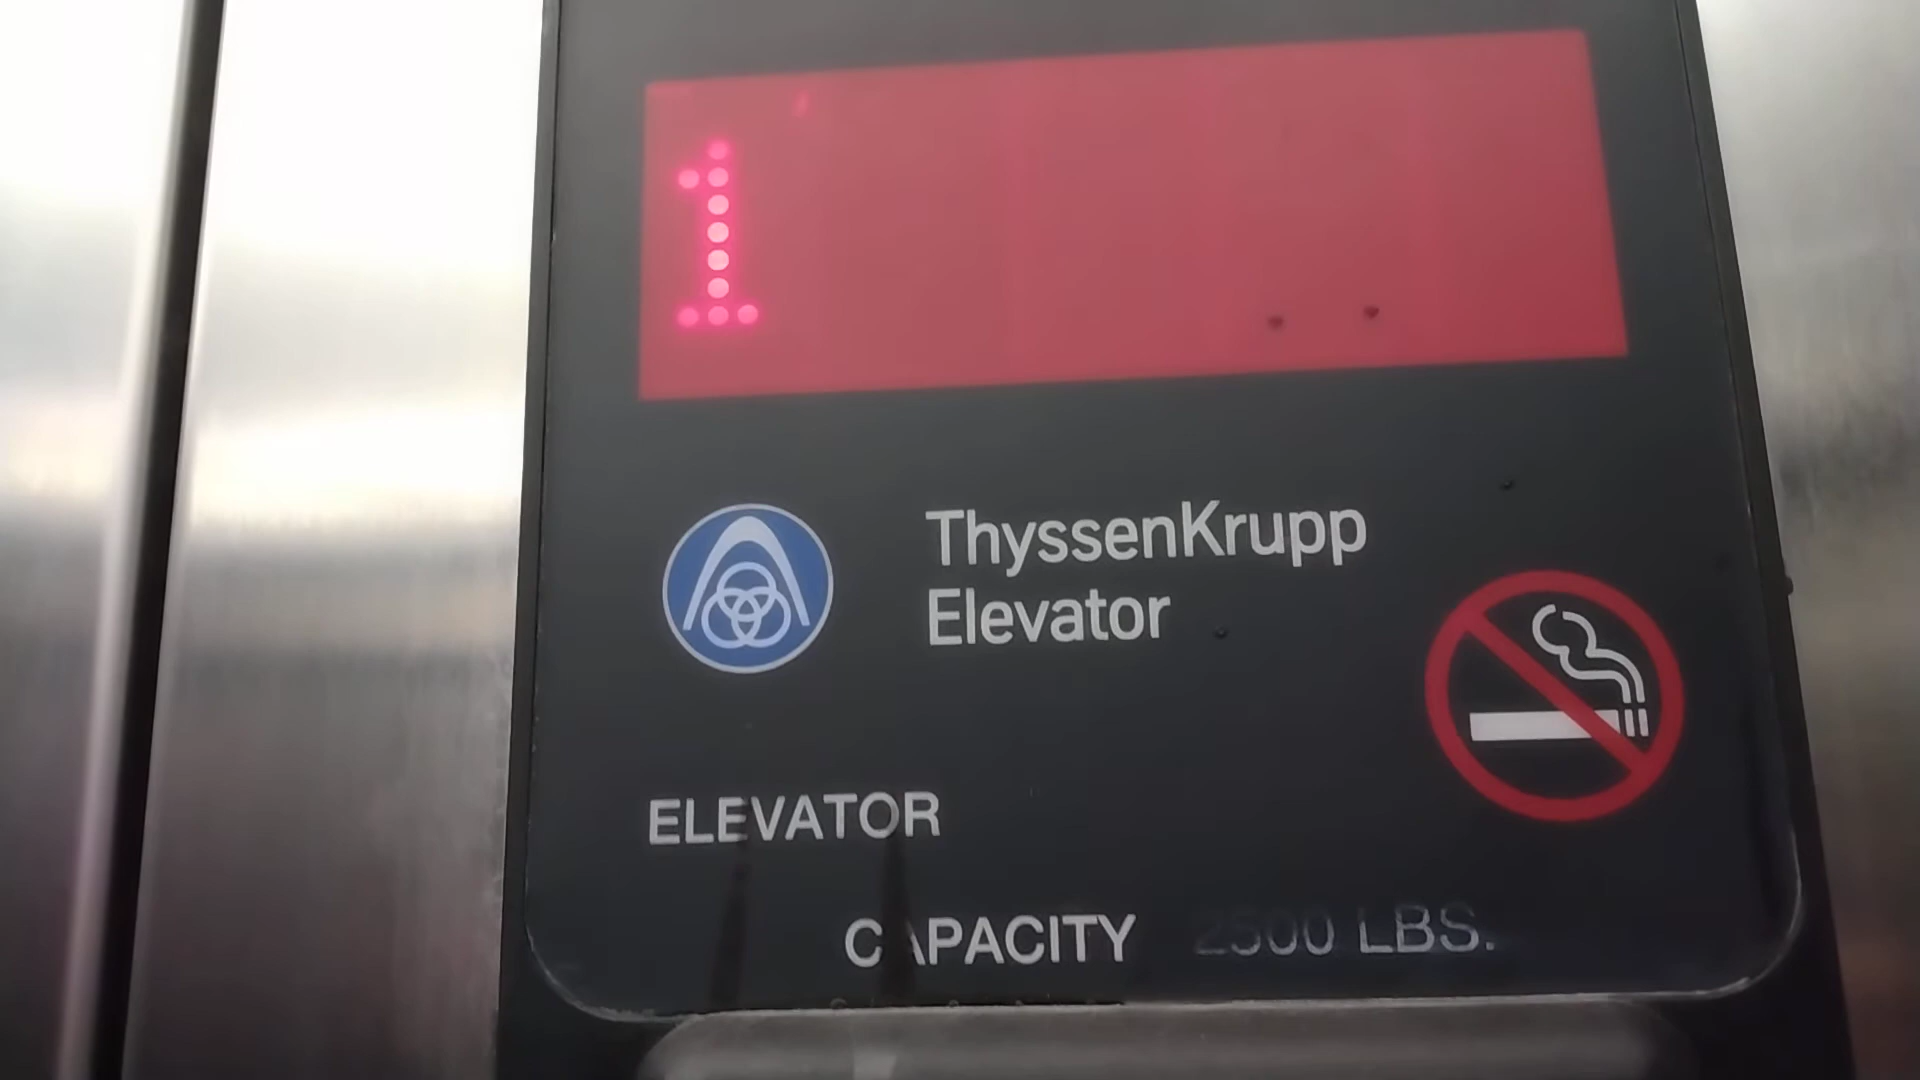 1
ThyssenKrupp
Elevator
ELEVATOR
CAPACITY 2500 LBS.